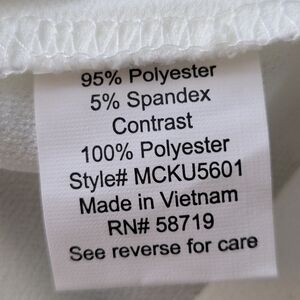 95% Polyester
5% Spandex
Contrast
100% Polyester
Style# MCKU5601
Made in Vietnam
RN# 58719
See reverse for care